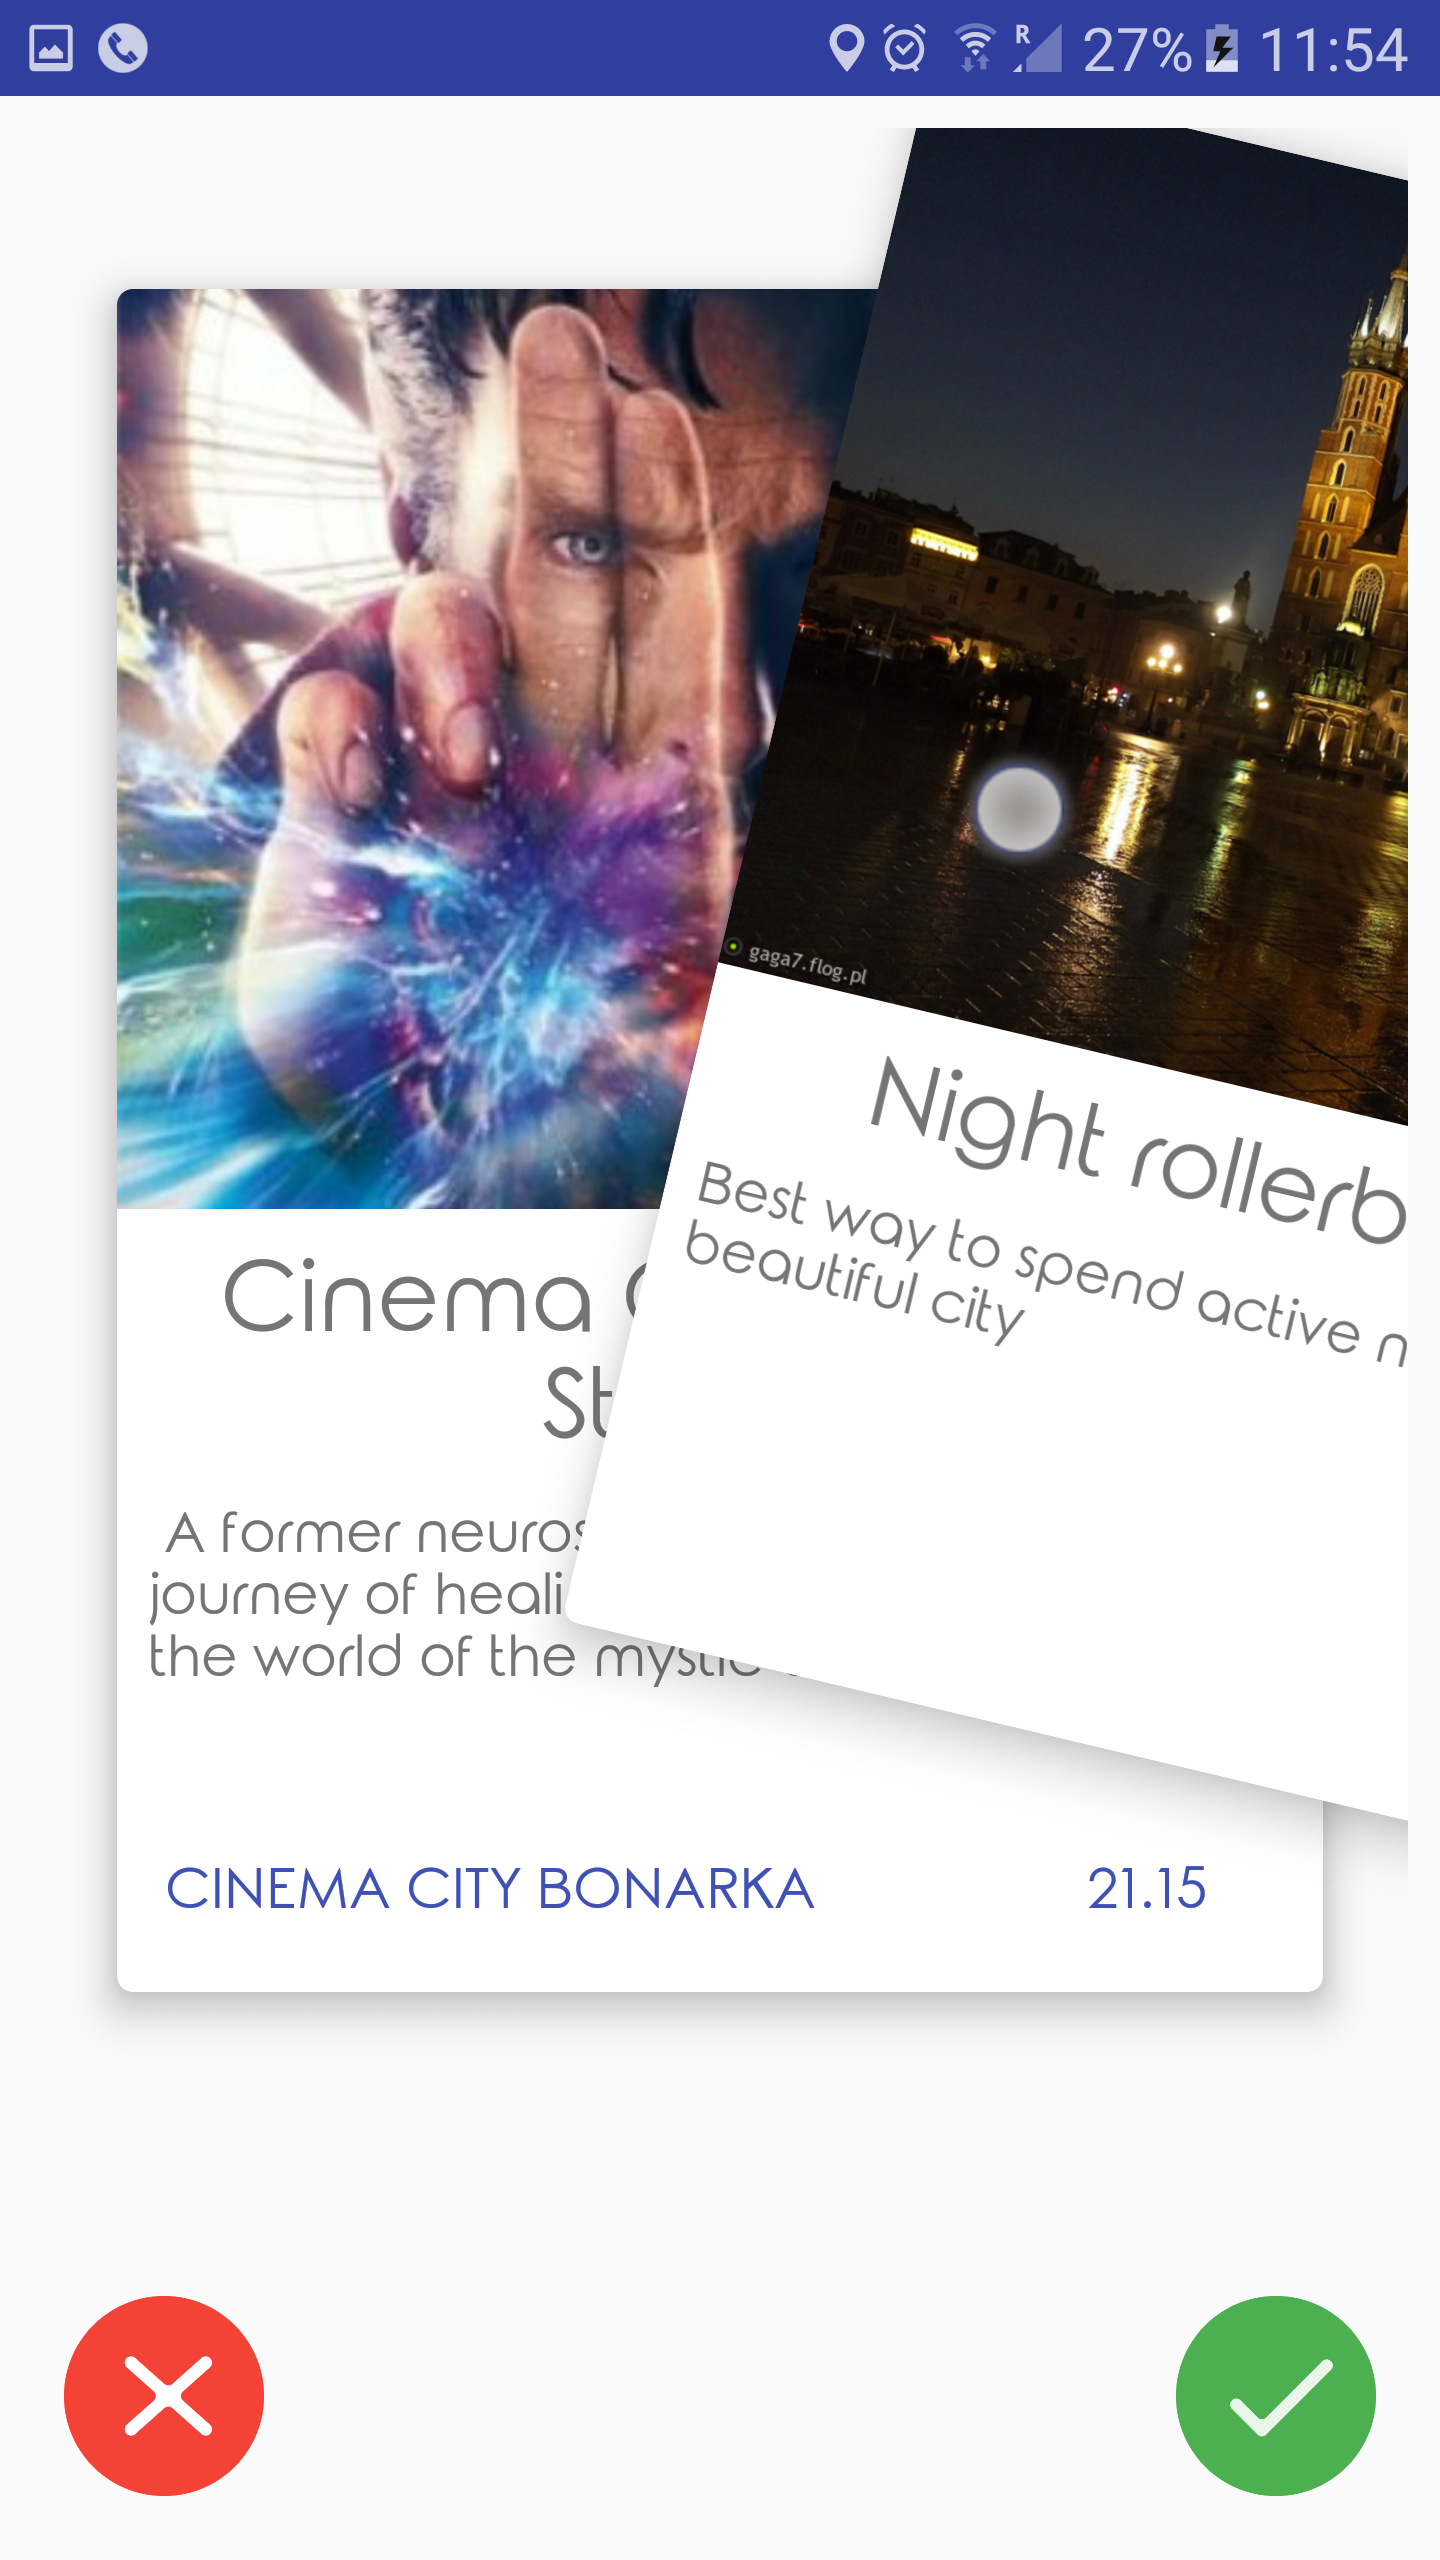 R 27% 11:54
gaga7.flog.pl
Night rollerb
Best way to spend active n
beautiful city
Cinema
St
A former neuros
journey of heali
the world of the mystic
CINEMA CITY BONARKA 21.15